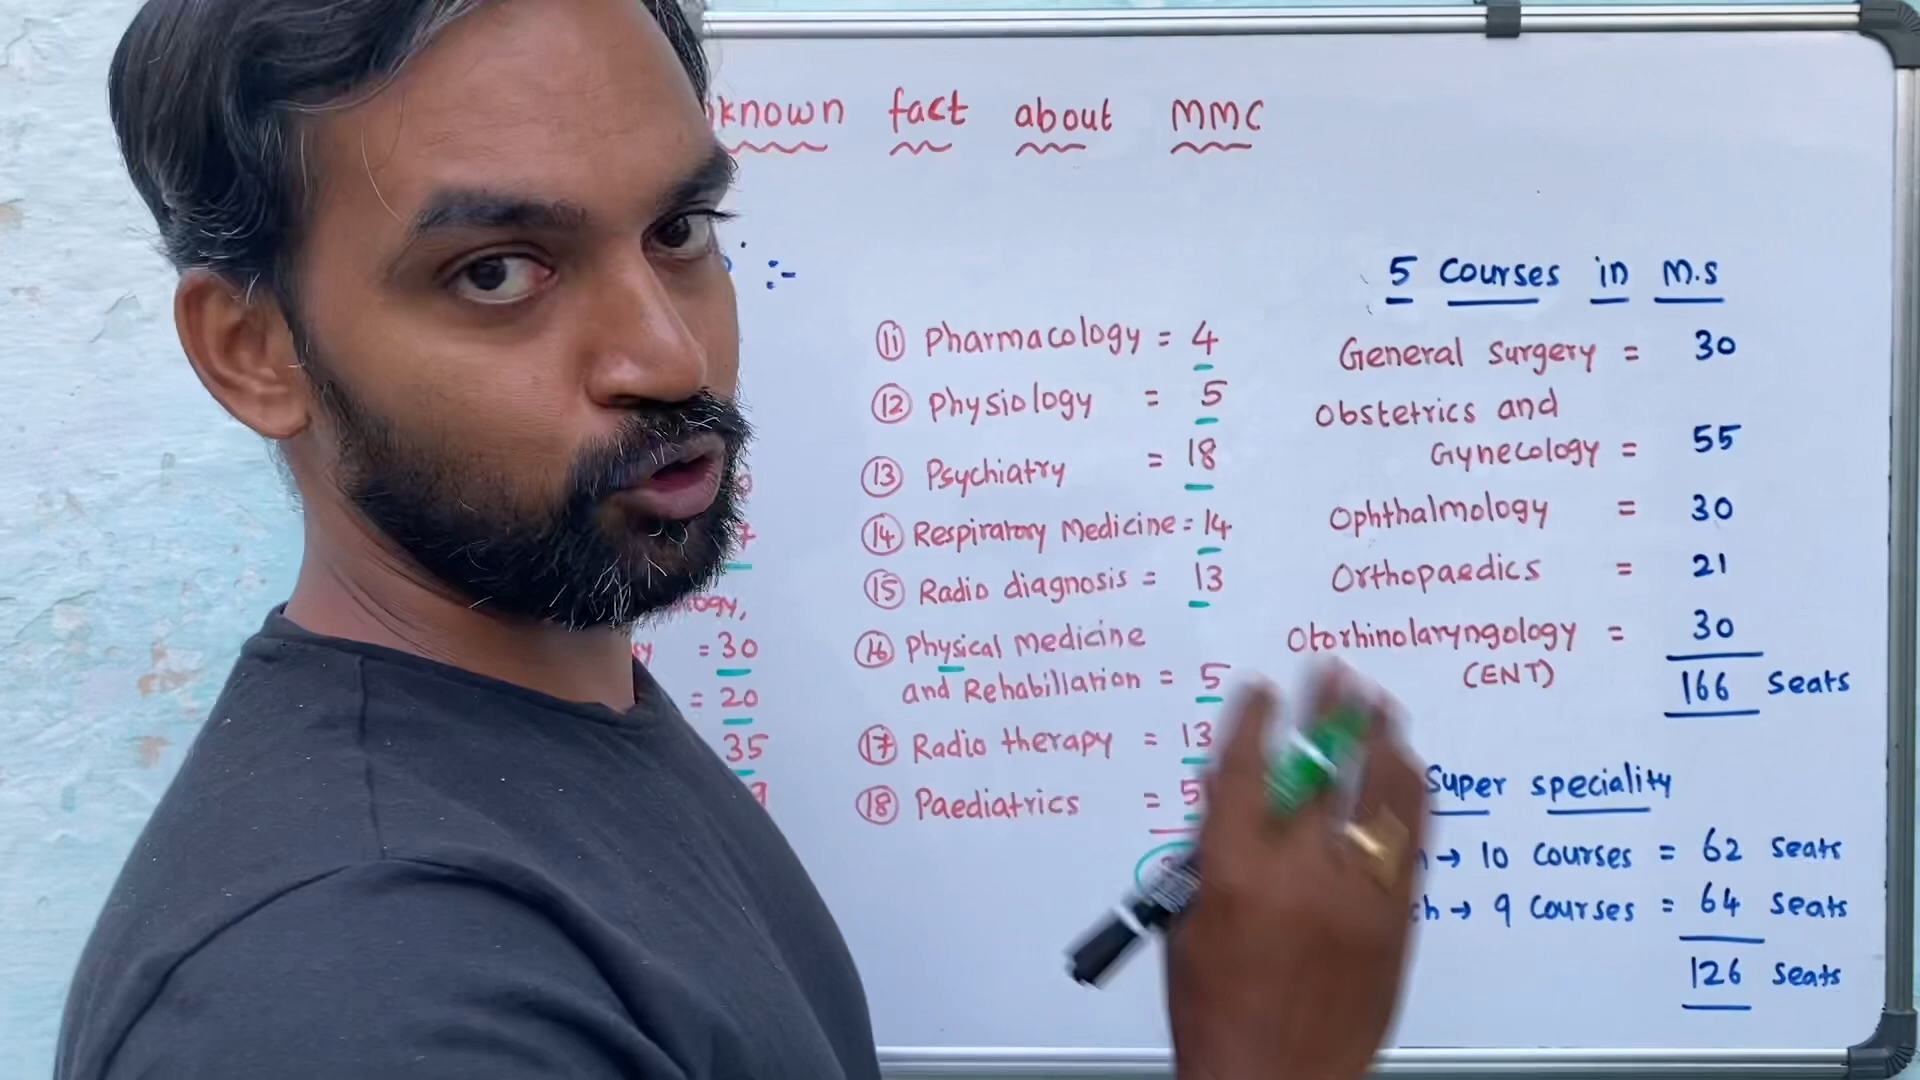 fact about MMC
:-
= 30
= 20
35
9
11 Pharmacology = 4
12 Physiology = 5
13 Psychiatry = 18
14 Respiratory Medicine = 14
15 Radio diagnosis = 13
16 Physical medicine
and Rehabillation = 5
17 Radio therapy = 13
18 Paediatrics = 5
5 Courses in M.S
General Surgery = 30
Obstetrics and
Gynecology = 55
Ophthalmology = 30
Orthopaedics = 21
Otorhinolaryngology = 30
(ENT)
166 Seats
Super speciality
→ 10 Courses = 62 Seats
ch → 9 Courses = 64 Seats
126 Seats